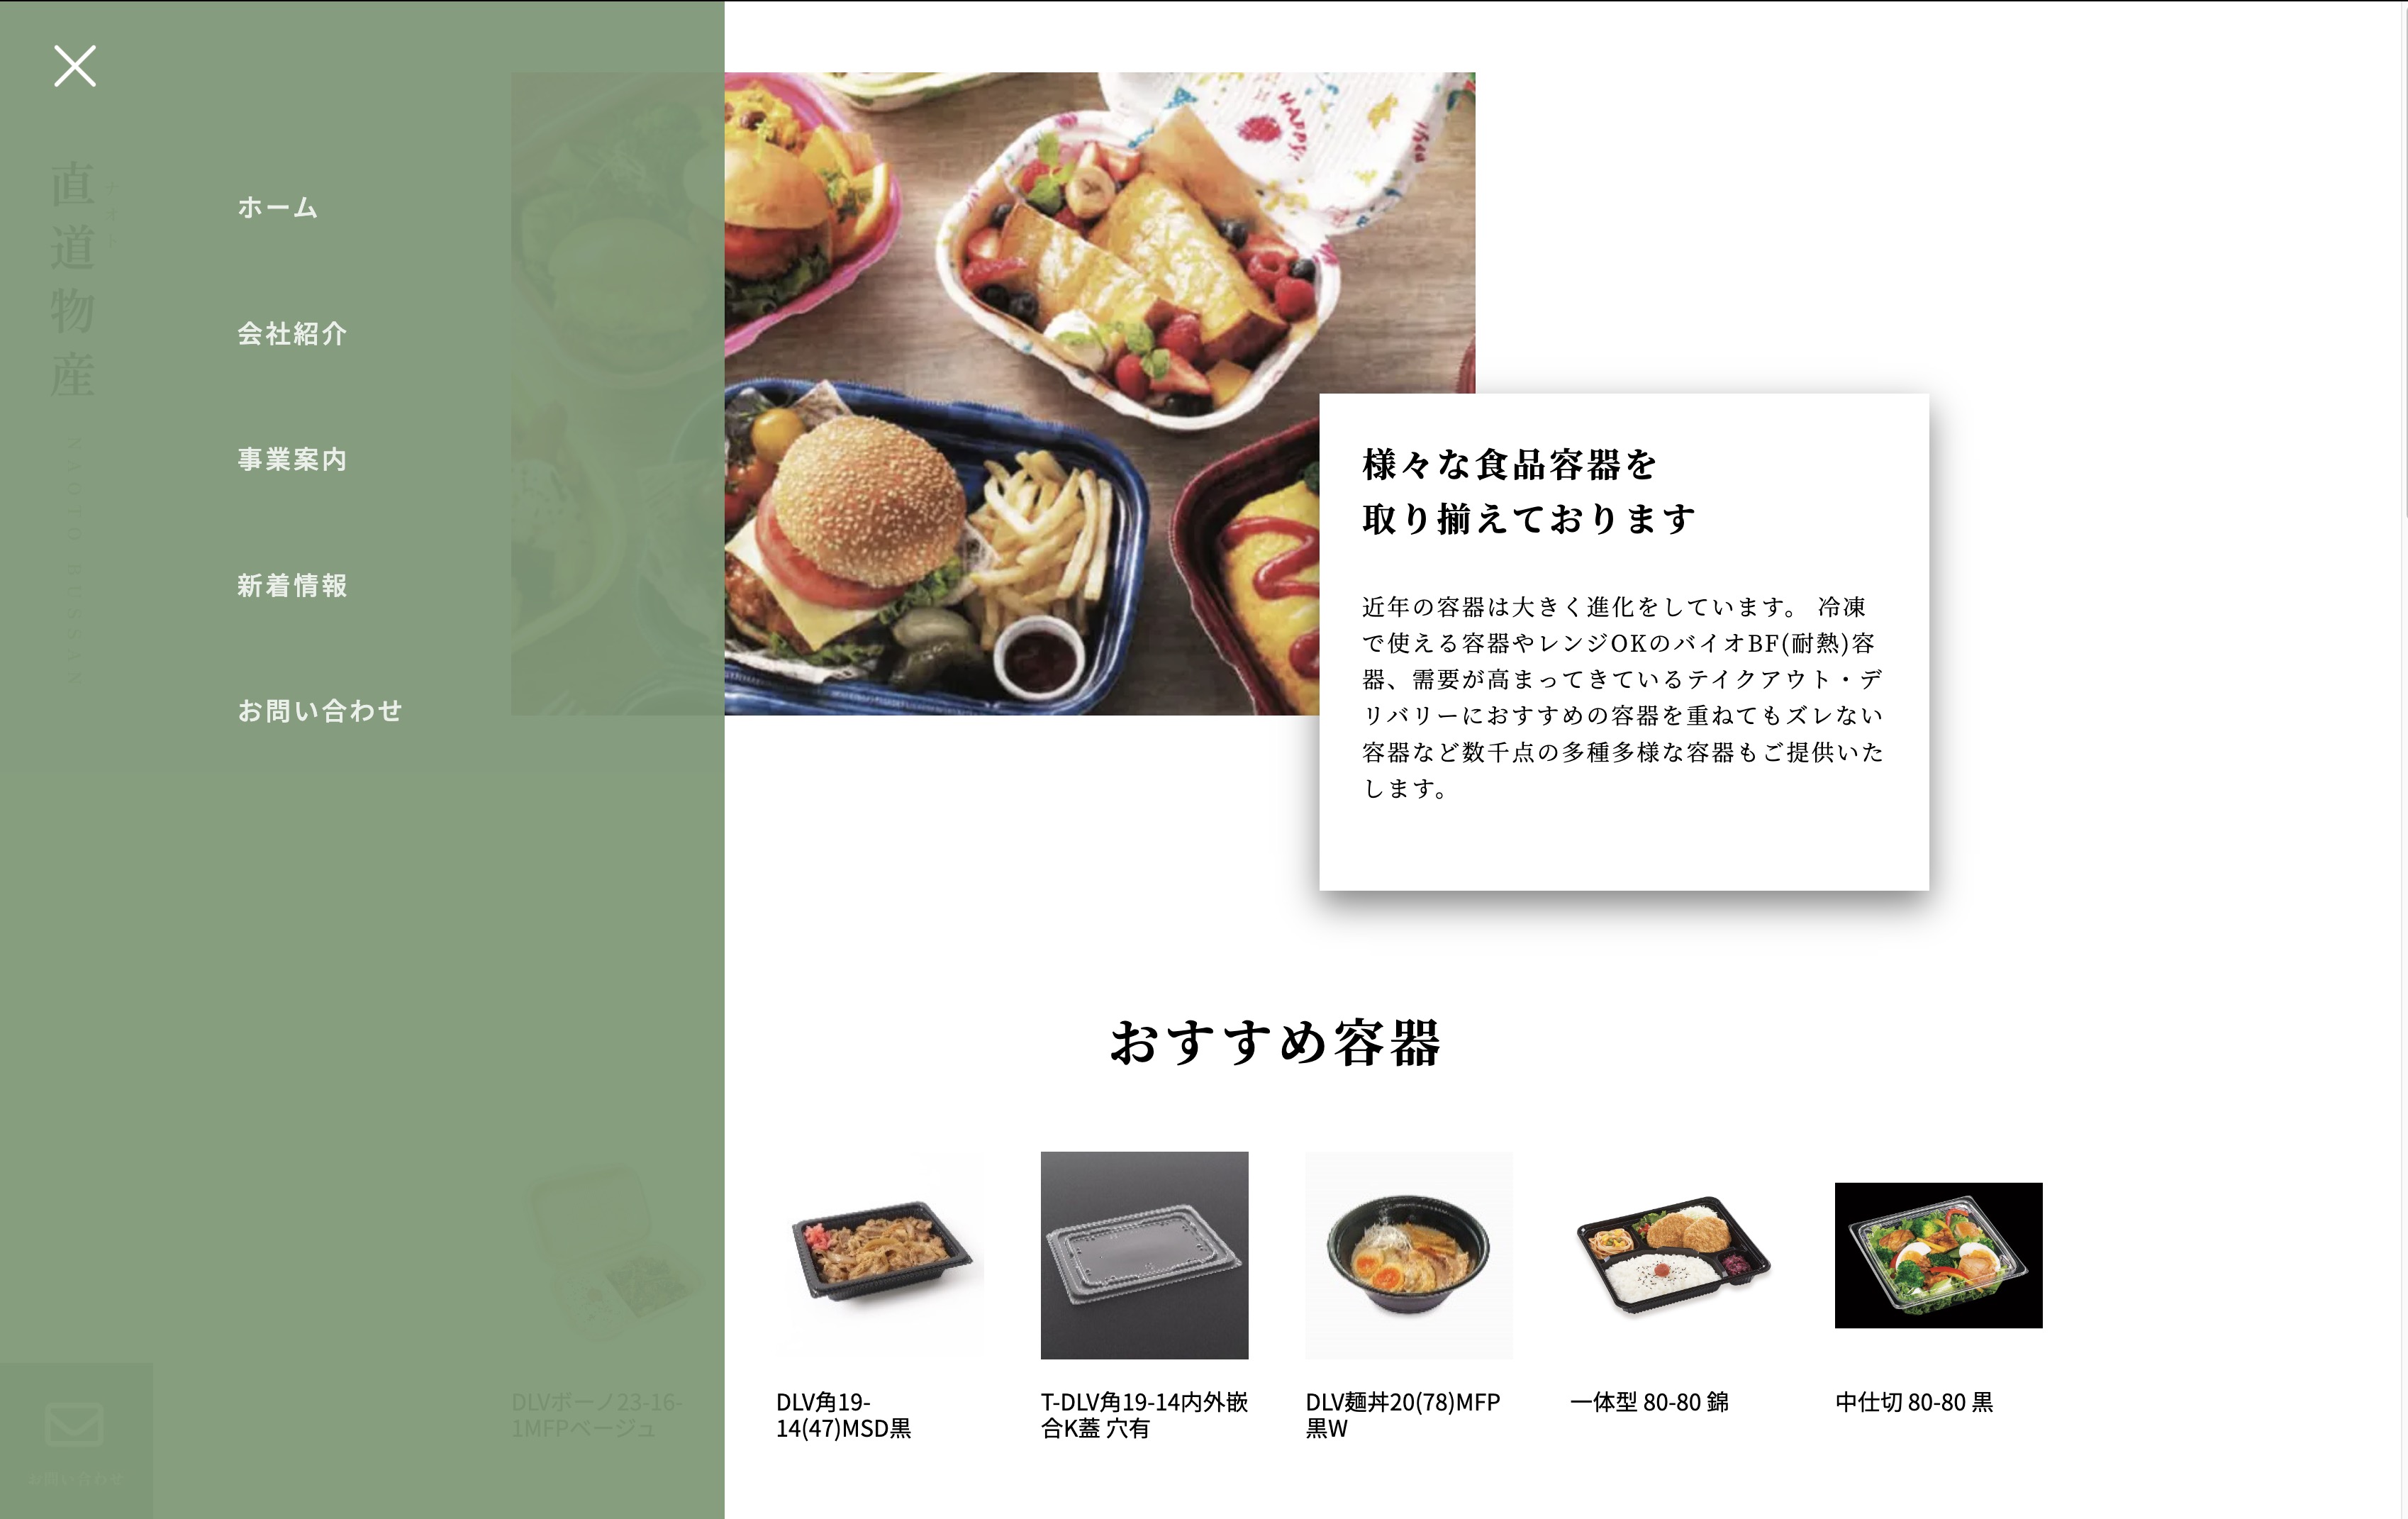 直道物産
ナオト
NAOTO BUSSAN
ホーム
会社紹介
事業案内
新着情報
お問い合わせ
HAPPY
様々な食品容器を
取り揃えております
近年の容器は大きく進化をしています。 冷凍
で使える容器やレンジOKのバイオBF(耐熱)容
器、需要が高まってきているテイクアウト・デ
リバリーにおすすめの容器を重ねてもズレない
容器など数千点の多種多様な容器もご提供いた
します。
おすすめ容器
DLVボーノ23-16-
1MFPベージュ
DLV角19-
14(47)MSD黒
T-DLV角19-14内外嵌
合K蓋 穴有
DLV麺丼20(78)MFP
黒W
一体型 80-80 錦
中仕切 80-80 黒
お問い合わせ